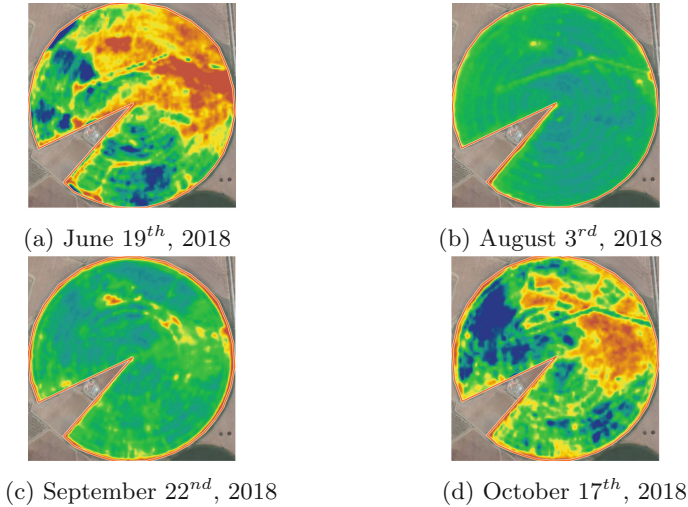 (a) June 19th, 2018
(b) August 3rd, 2018
(c) September 22nd, 2018
(d) October 17th, 2018